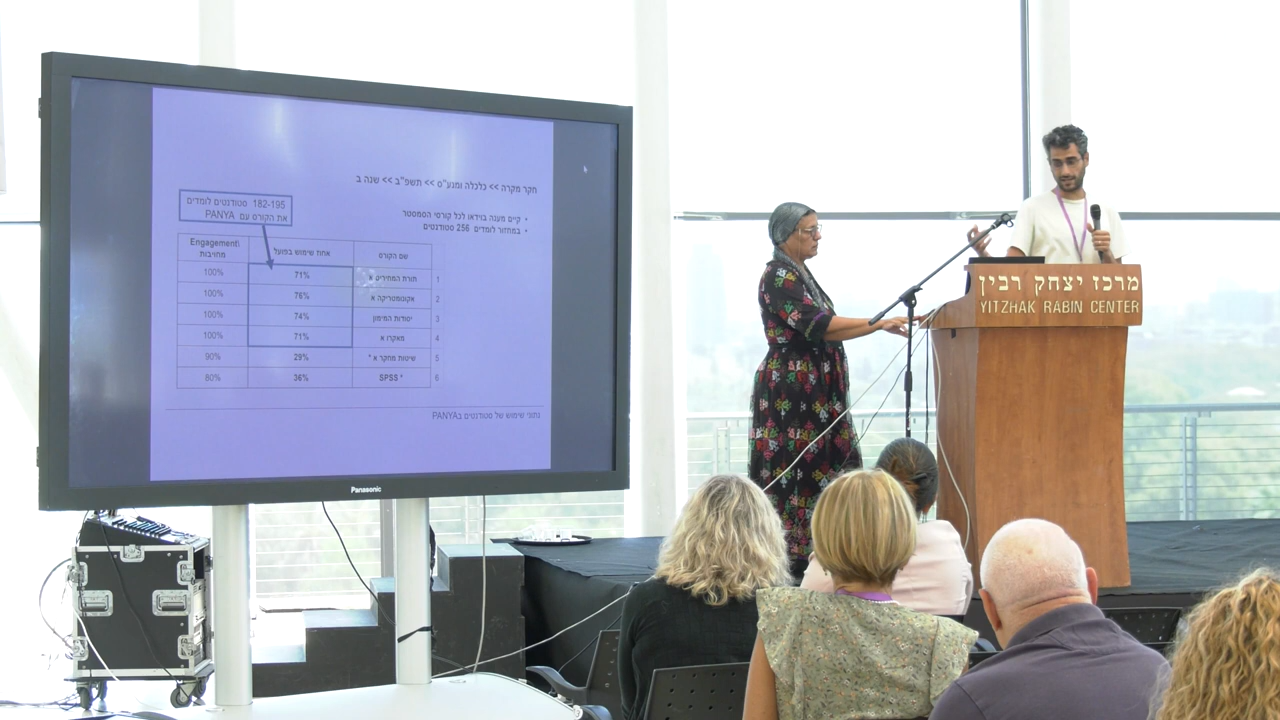 חקר מקרה >> כלכלה ומנע"ס >> תשפ"ב >> שנה ב
182-195 סטודנטים לומדים
את הקורס עם PANYA
• קיים מענה בוידאו לכל קורסי הסמסטר
• במחזור לומדים 256 סטודנטים
שם הקורס אחוז שימוש בפועל Engagement\
מחויבות
1 תורת המחירים א 71% 100%
2 אקונומטריקה א 76% 100%
3 יסודות המימון 74% 100%
4 מאקרו א 71% 100%
5 שיטות מחקר א * 29% 90%
6 SPSS * 36% 80%
נתוני שימוש של סטודנטים בPANYA
Panasonic
מרכז יצחק רבין
YITZHAK RABIN CENTER